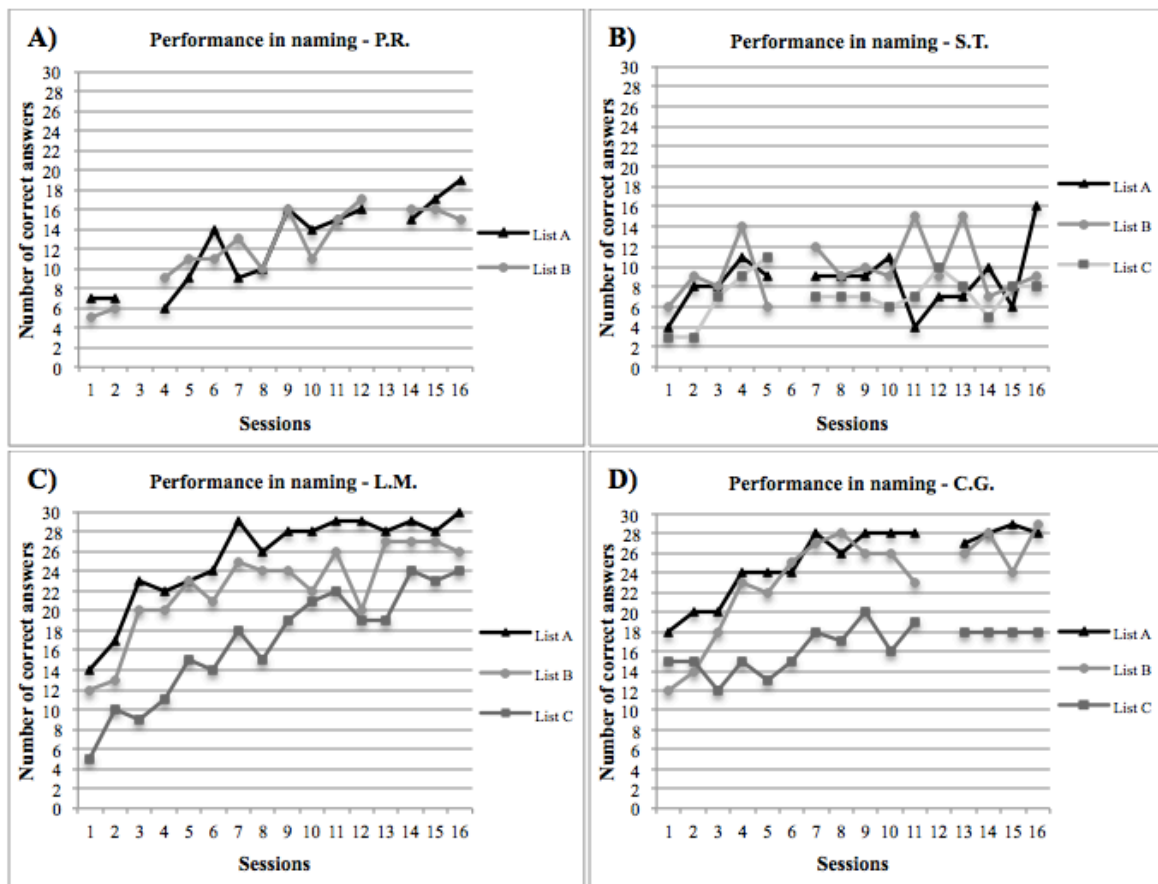 A)
Performance in naming - P.R.
Number of correct answers
30
28
26
24
22
20
18
16
14
12
10
8
6
4
2
0
1 2 3 4 5 6 7 8 9 10 11 12 13 14 15 16
Sessions
List A
List B
B)
Performance in naming - S.T.
Number of correct answers
30
28
26
24
22
20
18
16
14
12
10
8
6
4
2
0
1 2 3 4 5 6 7 8 9 10 11 12 13 14 15 16
Sessions
List A
List B
List C
C)
Performance in naming - L.M.
Number of correct answers
30
28
26
24
22
20
18
16
14
12
10
8
6
4
2
0
1 2 3 4 5 6 7 8 9 10 11 12 13 14 15 16
Sessions
List A
List B
List C
D)
Performance in naming - C.G.
Number of correct answers
30
28
26
24
22
20
18
16
14
12
10
8
6
4
2
0
1 2 3 4 5 6 7 8 9 10 11 12 13 14 15 16
Sessions
List A
List B
List C